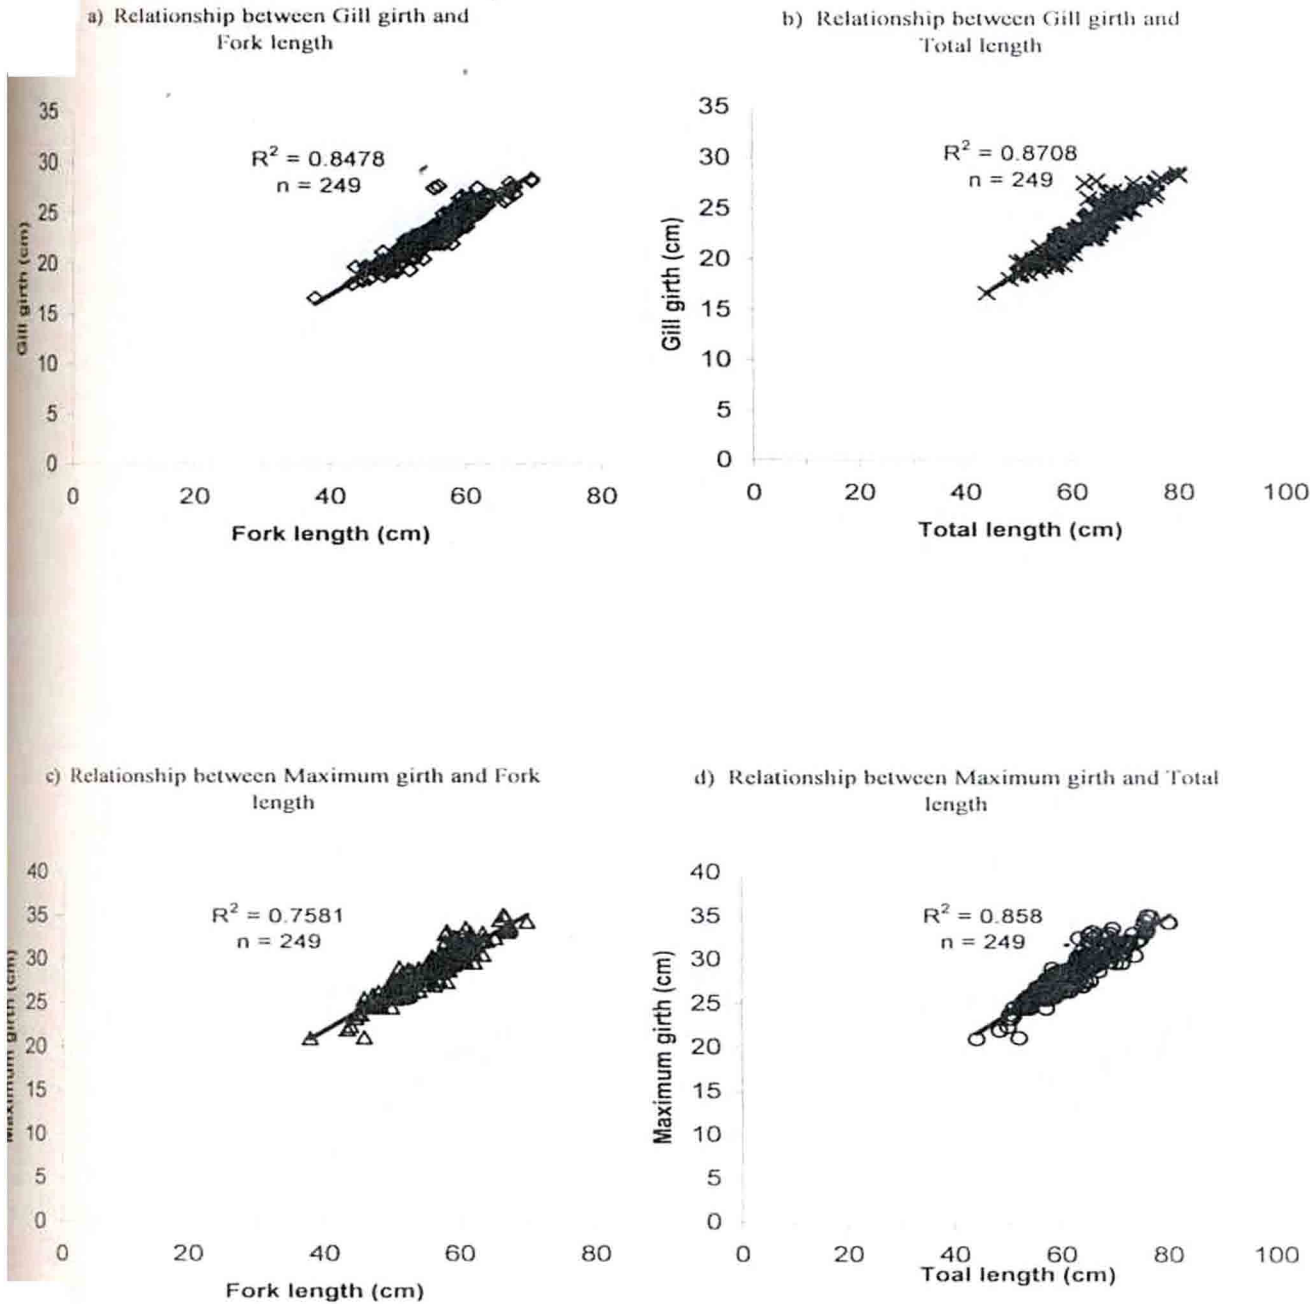 a) Relationship between Gill girth and
Fork length
35
30
25
20
15
10
5
0
Gill girth (cm)
R² = 0.8478
n = 249
0 20 40 60 80
Fork length (cm)
b) Relationship between Gill girth and
Total length
35
30
25
20
15
10
5
0
Gill girth (cm)
R² = 0.8708
n = 249
0 20 40 60 80 100
Total length (cm)
c) Relationship between Maximum girth and Fork
length
40
35
30
25
20
15
10
5
0
Maximum girth (cm)
R² = 0.7581
n = 249
0 20 40 60 80
Fork length (cm)
d) Relationship between Maximum girth and Total
length
40
35
30
25
20
15
10
5
0
Maximum girth (cm)
R² = 0.858
n = 249
0 20 40 60 80 100
Toal length (cm)